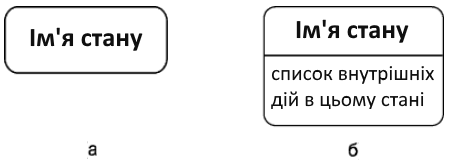 Ім'я стану
Ім'я стану
список внутрішніх
дій в цьому стані
а
б